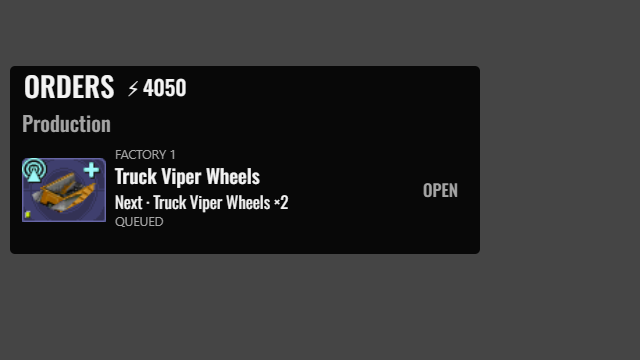 ORDERS ⚡ 4050
Production
FACTORY 1
Truck Viper Wheels
Next · Truck Viper Wheels ×2
QUEUED
OPEN